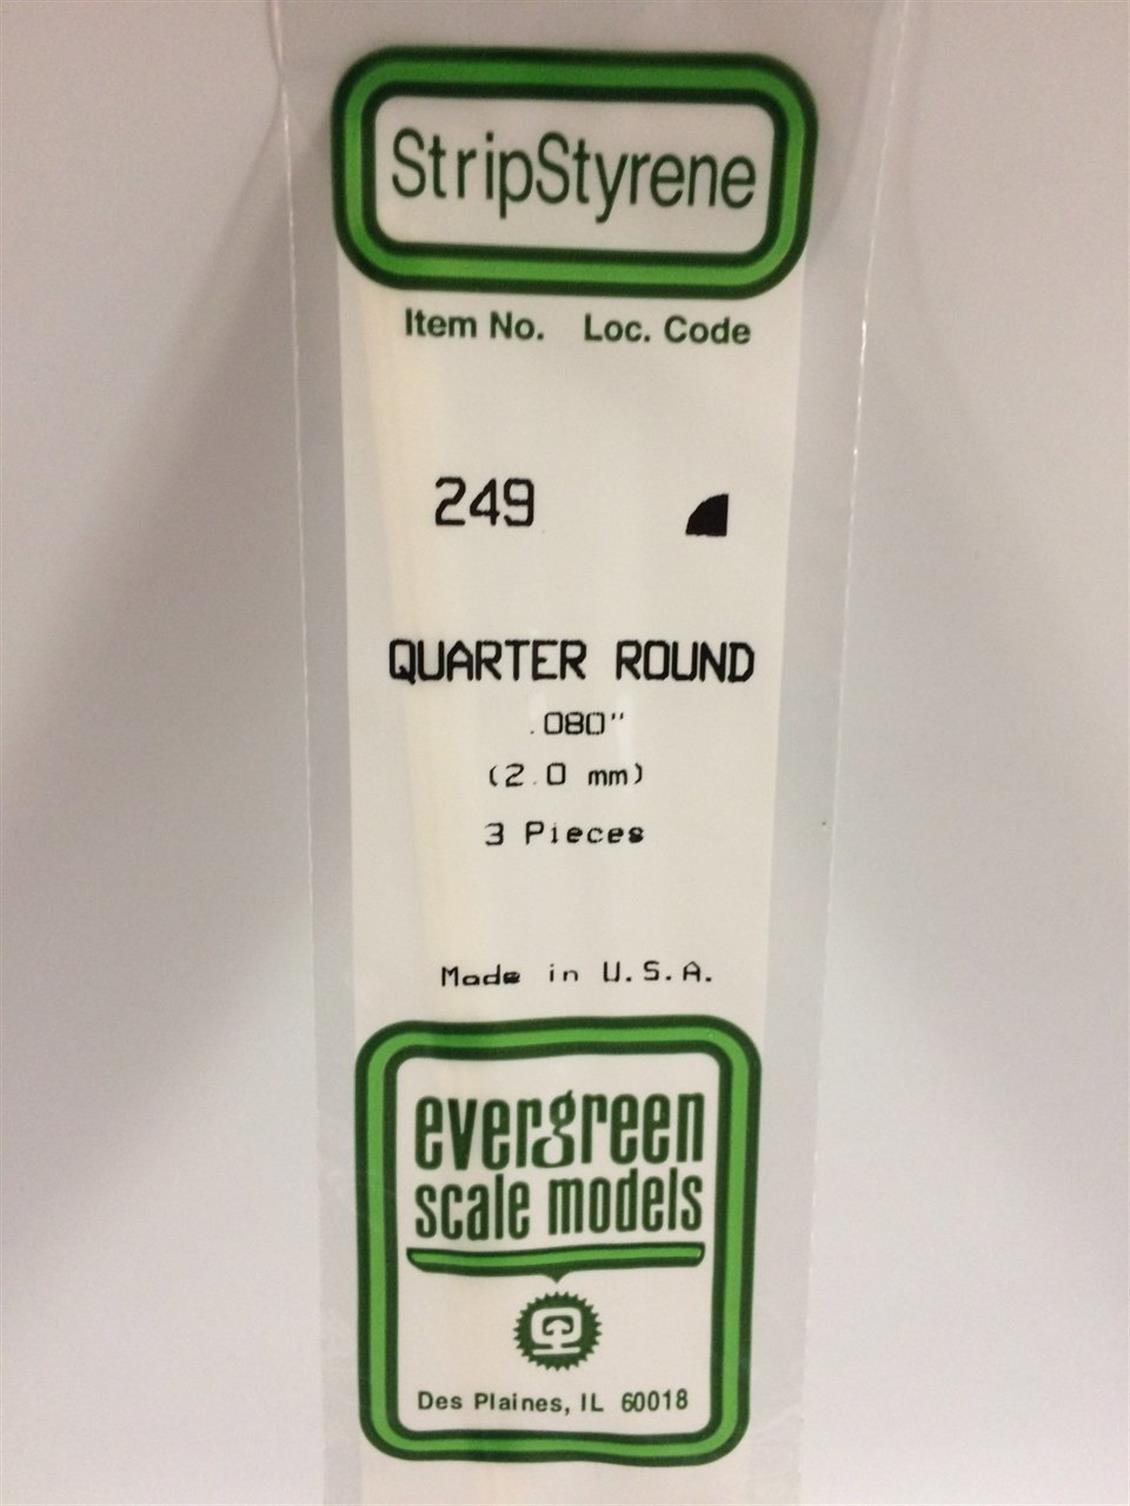 StripStyrene
Item No. Loc. Code
249
QUARTER ROUND
.080"
(2.0 mm)
3 Pieces
Made in U.S.A.
evergreen
scale models
Des Plaines, IL 60018